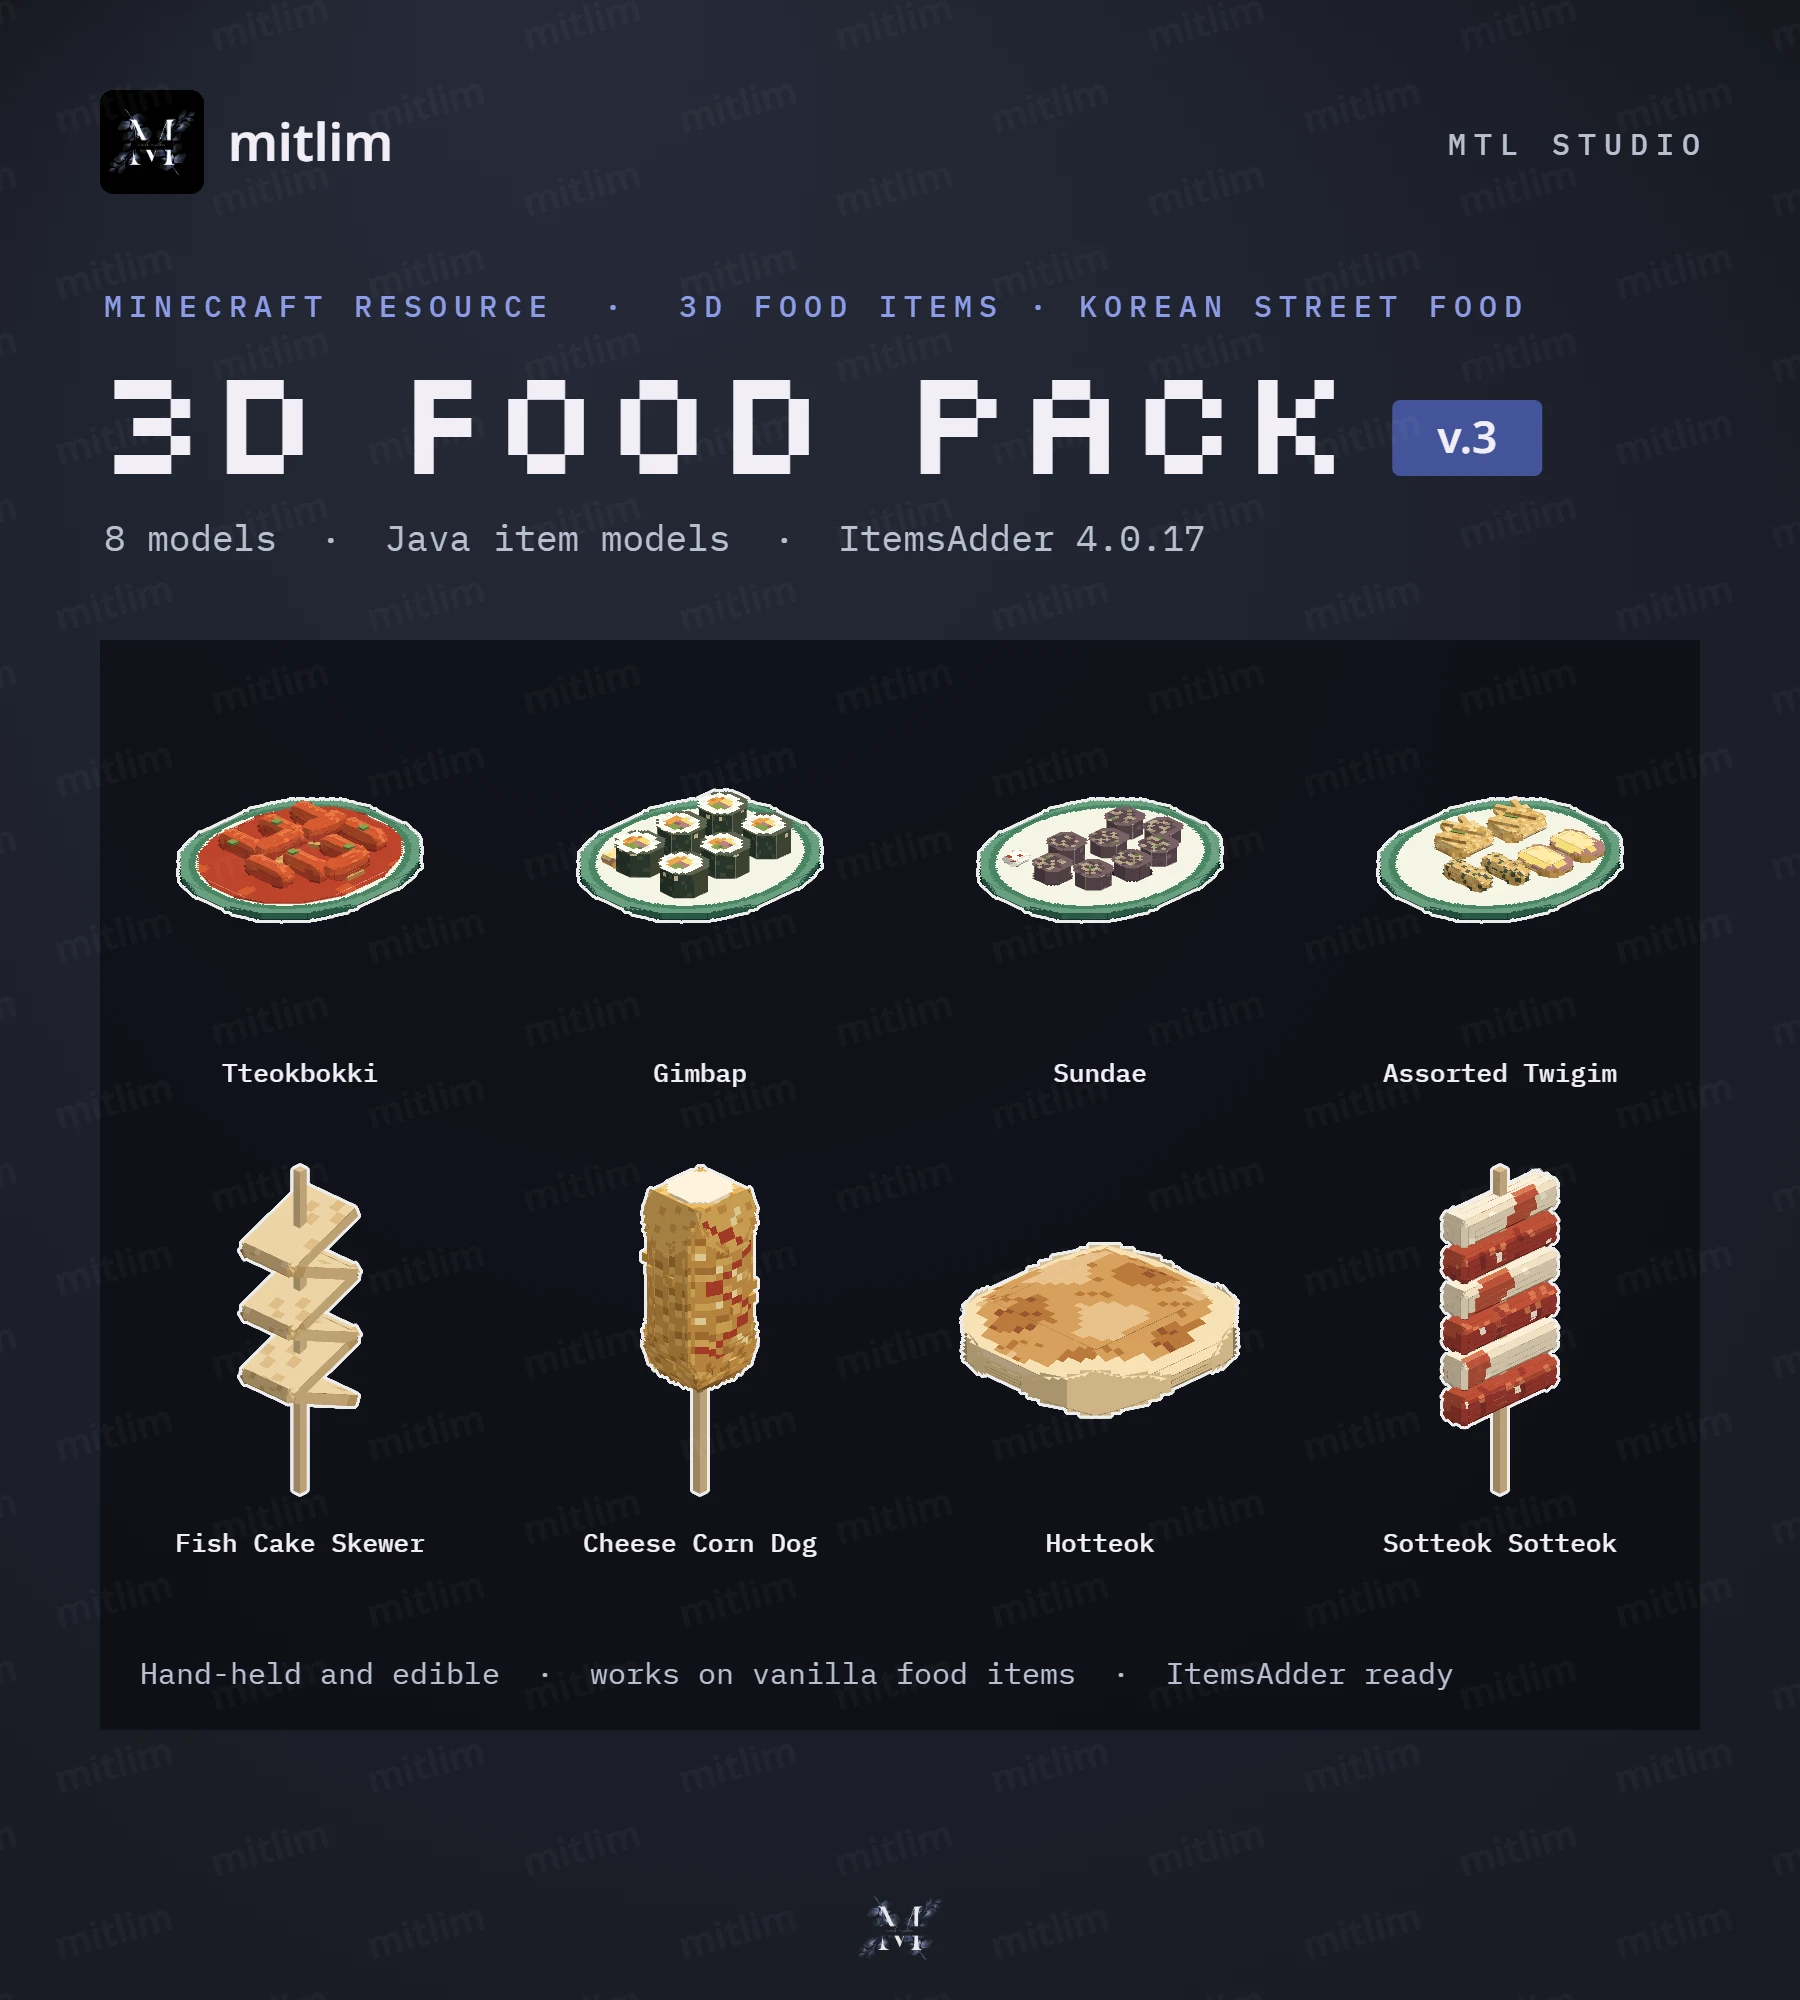 mitlim
MTL STUDIO
MINECRAFT RESOURCE · 3D FOOD ITEMS · KOREAN STREET FOOD
3D FOOD PACK v.3
8 models · Java item models · ItemsAdder 4.0.17
Tteokbokki Gimbap Sundae Assorted Twigim
Fish Cake Skewer Cheese Corn Dog Hotteok Sotteok Sotteok
Hand-held and edible · works on vanilla food items · ItemsAdder ready